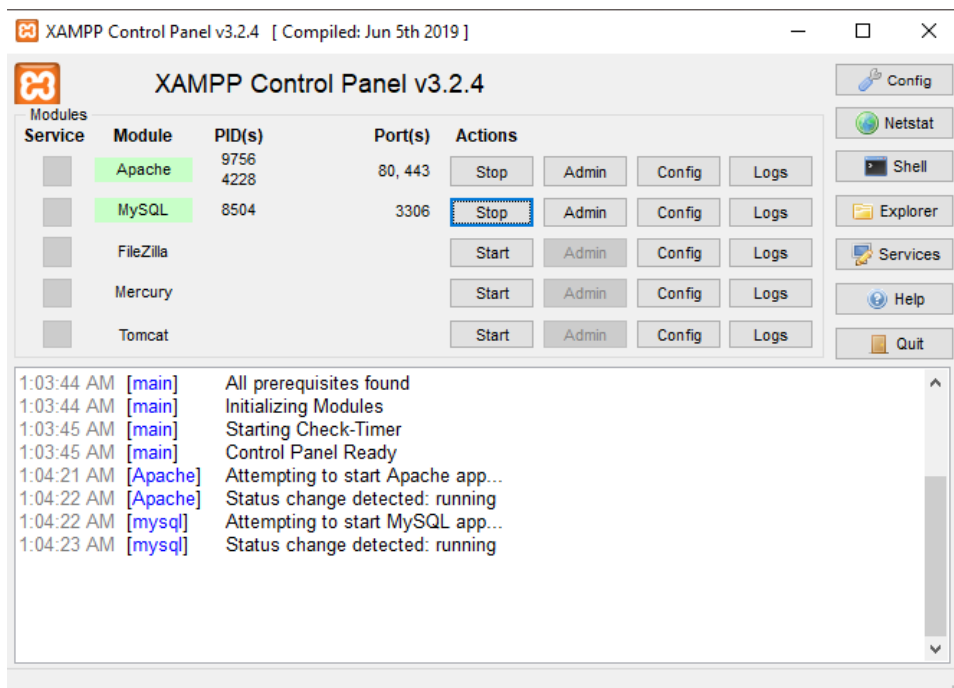 XAMPP Control Panel v3.2.4 [ Compiled: Jun 5th 2019 ]
XAMPP Control Panel v3.2.4
Config
Modules
Service Module PID(s) Port(s) Actions
Netstat
Apache 9756 4228 80, 443 Stop Admin Config Logs
Shell
MySQL 8504 3306 Stop Admin Config Logs
Explorer
FileZilla Start Admin Config Logs
Services
Mercury Start Admin Config Logs
Help
Tomcat Start Admin Config Logs
Quit
1:03:44 AM [main] All prerequisites found
1:03:44 AM [main] Initializing Modules
1:03:45 AM [main] Starting Check-Timer
1:03:45 AM [main] Control Panel Ready
1:04:21 AM [Apache] Attempting to start Apache app...
1:04:22 AM [Apache] Status change detected: running
1:04:22 AM [mysql] Attempting to start MySQL app...
1:04:23 AM [mysql] Status change detected: running